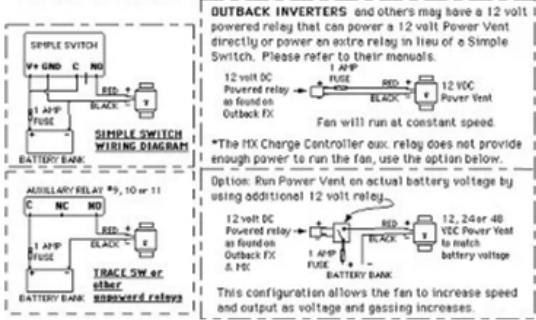 SIMPLE SWITCH
V+ GND C NO
RED +
BLACK -
1 AMP
FUSE
SIMPLE SWITCH
WIRING DIAGRAM
BATTERY BANK
AUXILLARY RELAY #9, 10 or 11
C NC NO
RED +
BLACK -
1 AMP
FUSE
TRACE SW or
other
unpowered relays
BATTERY BANK
OUTBACK INVERTERS and others may have a 12 volt
powered relay that can power a 12 volt Power Vent
directly or power an extra relay in lieu of a Simple
Switch. Please refer to their manuals.
12 volt DC
Powered relay
as found on
Outback FX
1 AMP
FUSE
RED +
BLACK -
12 VDC
Power Vent
Fan will run at constant speed.
*The MX Charge Controller aux. relay does not provide
enough power to run the fan, use the option below.
Option: Run Power Vent on actual battery voltage by
using additional 12 volt relay
12 volt DC
Powered relay
as found on
Outback FX
& MX
1 AMP
FUSE
RED +
BLACK -
+ -
BATTERY BANK
12, 24 or 48
VDC Power Vent
to match
battery voltage
This configuration allows the fan to increase speed
and output as voltage and gassing increases.